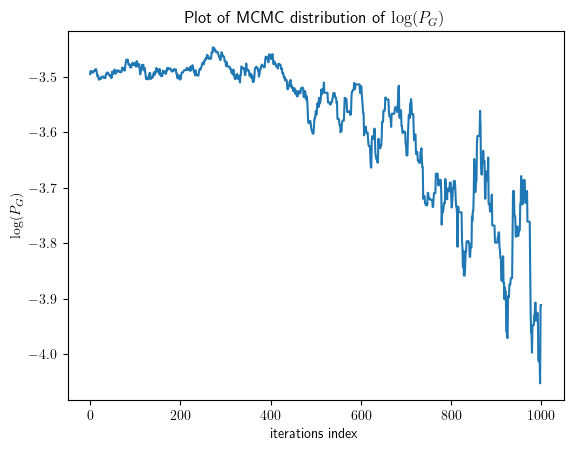 Plot of MCMC distribution of log(P_G)
log(P_G)
−3.5
−3.6
−3.7
−3.8
−3.9
−4.0
0 200 400 600 800 1000
iterations index